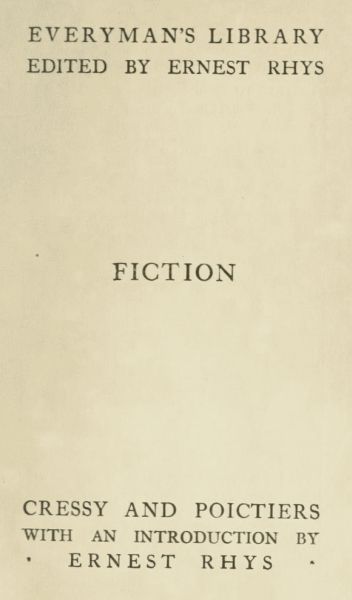 EVERYMAN'S LIBRARY
EDITED BY ERNEST RHYS
FICTION
CRESSY AND POICTIERS
WITH AN INTRODUCTION BY
· ERNEST RHYS ·